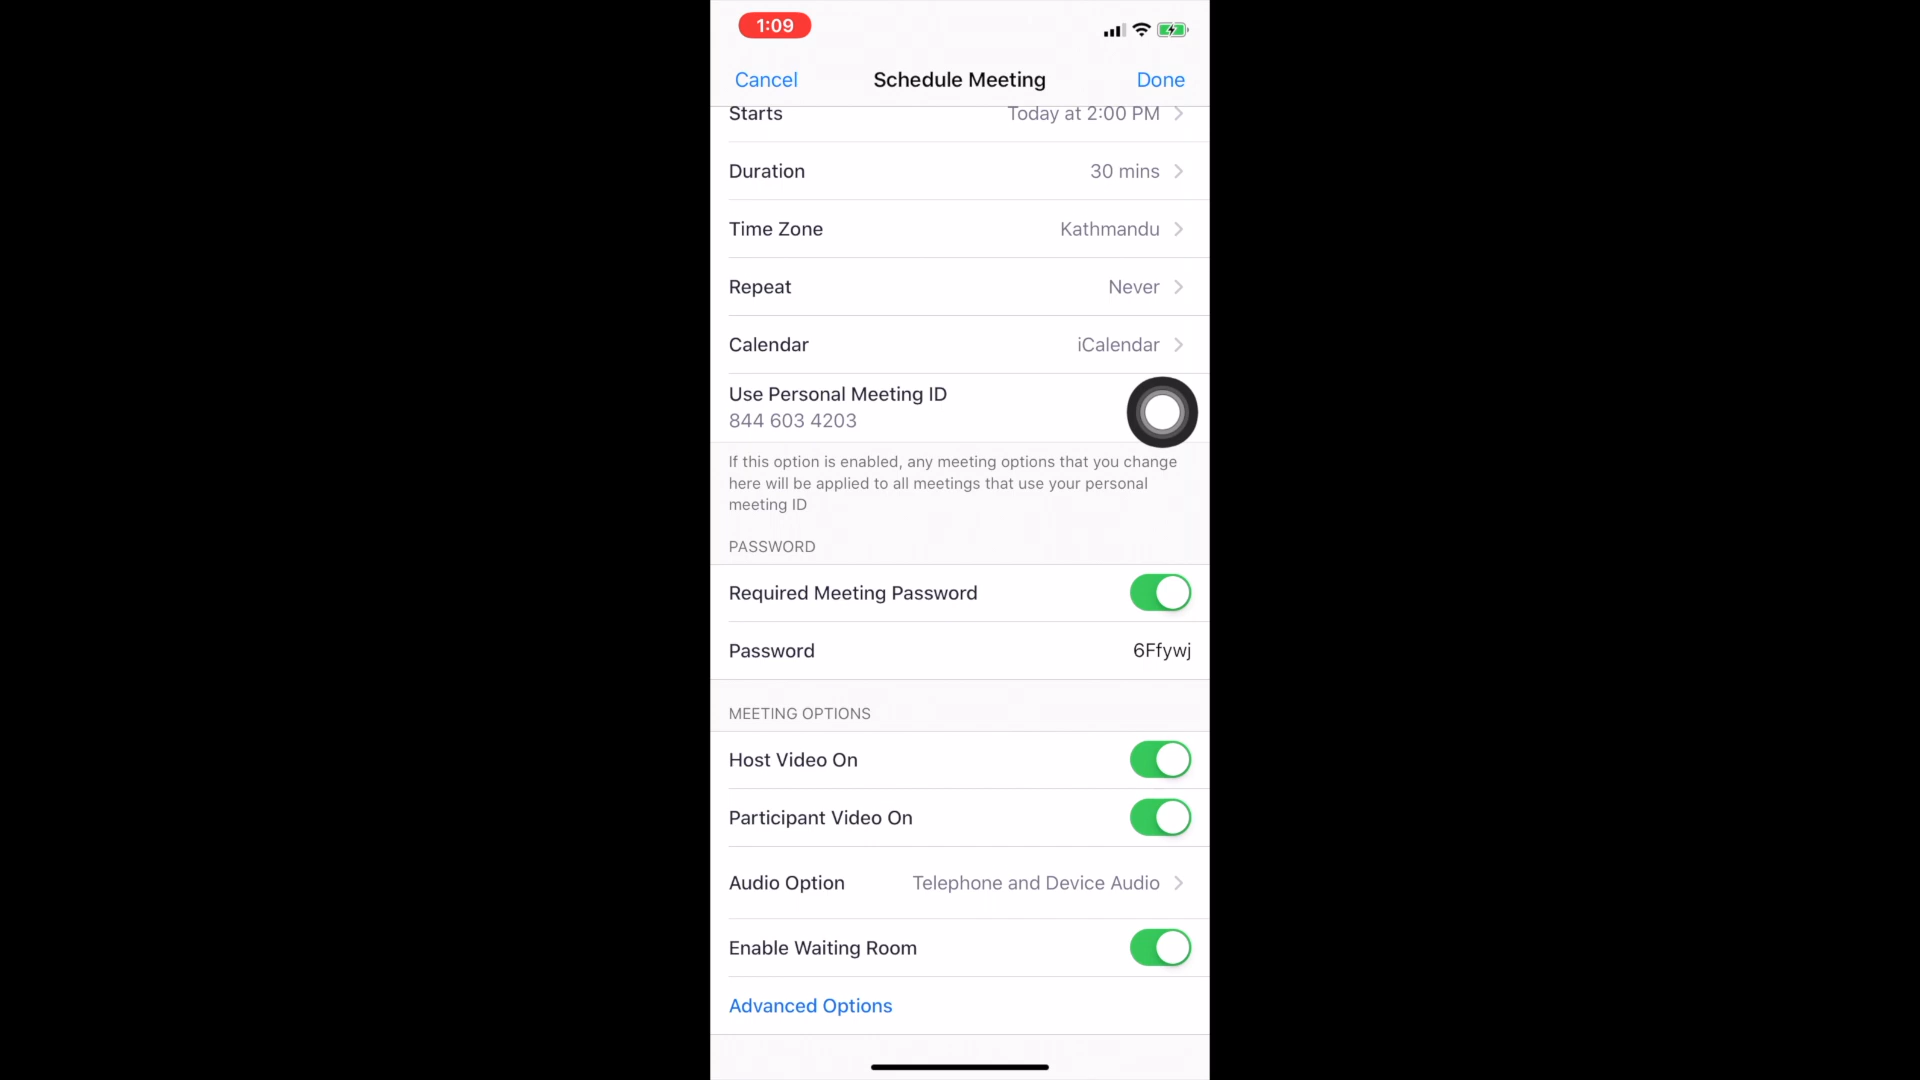 1:09
Cancel
Schedule Meeting
Done
Starts
Today at 2:00 PM
Duration
30 mins
Time Zone
Kathmandu
Repeat
Never
Calendar
iCalendar
Use Personal Meeting ID
844 603 4203
If this option is enabled, any meeting options that you change
here will be applied to all meetings that use your personal
meeting ID
PASSWORD
Required Meeting Password
Password
6Ffywj
MEETING OPTIONS
Host Video On
Participant Video On
Audio Option
Telephone and Device Audio
Enable Waiting Room
Advanced Options